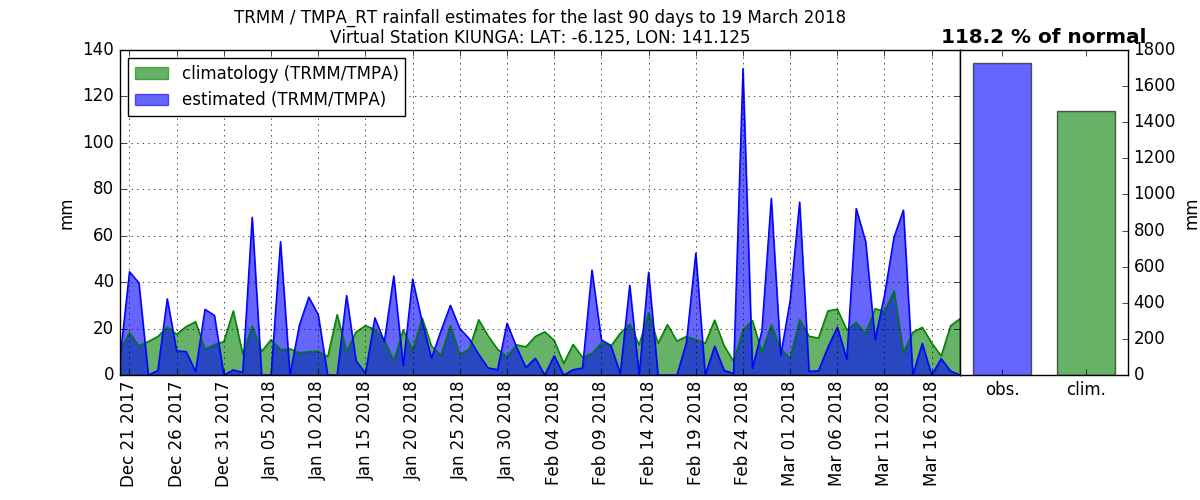 TRMM / TMPA_RT rainfall estimates for the last 90 days to 19 March 2018
Virtual Station KIUNGA: LAT: -6.125, LON: 141.125
118.2 % of normal
climatology (TRMM/TMPA)
estimated (TRMM/TMPA)
mm
140
120
100
80
60
40
20
0
Dec 21 2017
Dec 26 2017
Dec 31 2017
Jan 05 2018
Jan 10 2018
Jan 15 2018
Jan 20 2018
Jan 25 2018
Jan 30 2018
Feb 04 2018
Feb 09 2018
Feb 14 2018
Feb 19 2018
Feb 24 2018
Mar 01 2018
Mar 06 2018
Mar 11 2018
Mar 16 2018
obs.
clim.
1800
1600
1400
1200
1000
800
600
400
200
0
mm